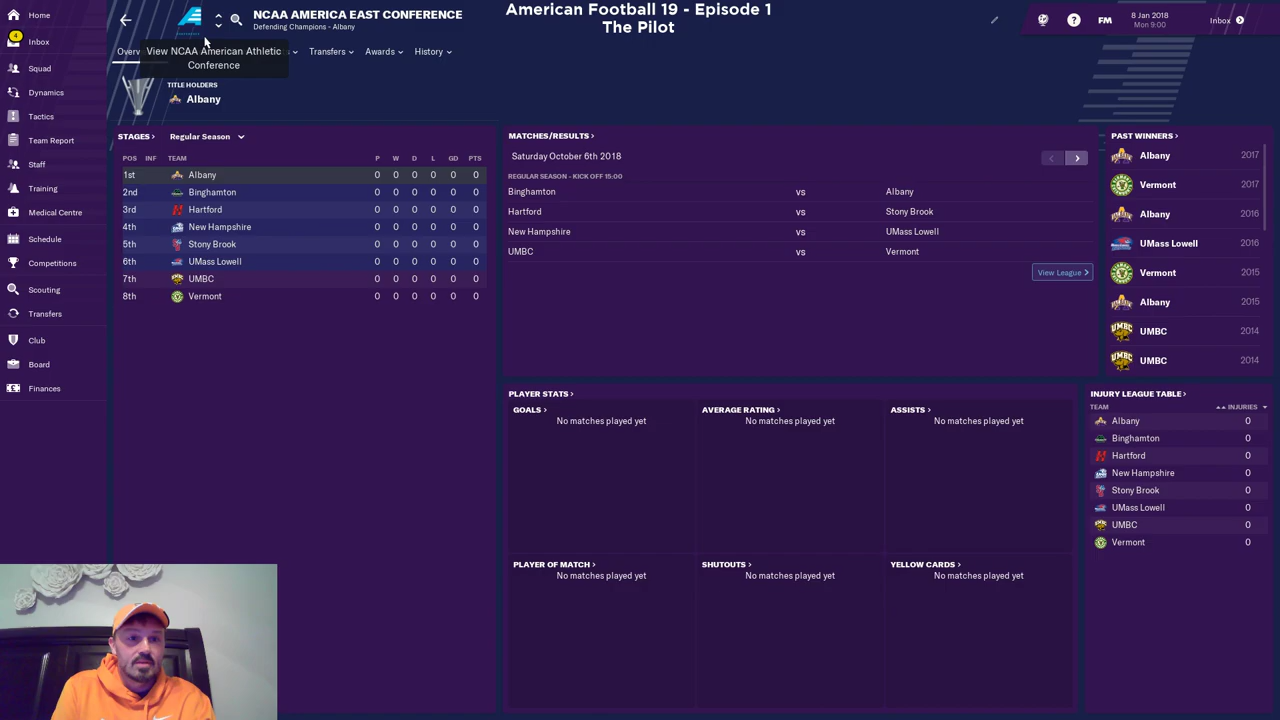 Home
4
Inbox
Squad
Dynamics
Tactics
Team Report
Staff
Training
Medical Centre
Schedule
Competitions
Scouting
Transfers
Club
Board
Finances
NCAA AMERICA EAST CONFERENCE
Defending Champions - Albany
American Football 19 - Episode 1
The Pilot
FM
8 Jan 2018
Mon 9:00
Inbox
Overv
Transfers
Awards
History
View NCAA American Athletic
Conference
TITLE HOLDERS
Albany
STAGES
Regular Season
POS INF TEAM P W D L GD PTS
1st Albany 0 0 0 0 0 0
2nd Binghamton 0 0 0 0 0 0
3rd Hartford 0 0 0 0 0 0
4th New Hampshire 0 0 0 0 0 0
5th Stony Brook 0 0 0 0 0 0
6th UMass Lowell 0 0 0 0 0 0
7th UMBC 0 0 0 0 0 0
8th Vermont 0 0 0 0 0 0
MATCHES/RESULTS
Saturday October 6th 2018
REGULAR SEASON - KICK OFF 15:00
Binghamton vs Albany
Hartford vs Stony Brook
New Hampshire vs UMass Lowell
UMBC vs Vermont
View League
PAST WINNERS
Albany 2017
Vermont 2017
Albany 2016
UMass Lowell 2016
Vermont 2015
Albany 2015
UMBC 2014
UMBC 2014
PLAYER STATS
GOALS
No matches played yet
AVERAGE RATING
No matches played yet
ASSISTS
No matches played yet
PLAYER OF MATCH
No matches played yet
SHUTOUTS
No matches played yet
YELLOW CARDS
No matches played yet
INJURY LEAGUE TABLE
TEAM INJURIES
Albany 0
Binghamton 0
Hartford 0
New Hampshire 0
Stony Brook 0
UMass Lowell 0
UMBC 0
Vermont 0